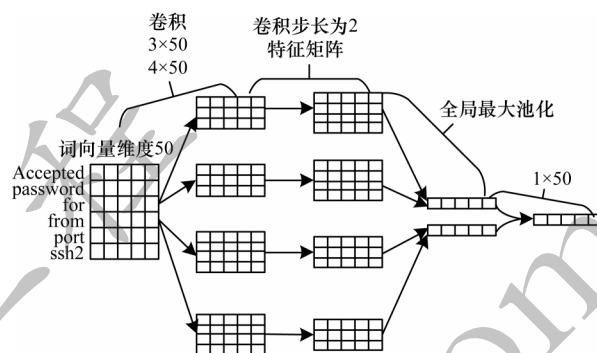 卷积
3×50
4×50
卷积步长为2
特征矩阵
全局最大池化
词向量维度50
Accepted
password
for
from
port
ssh2
1×50